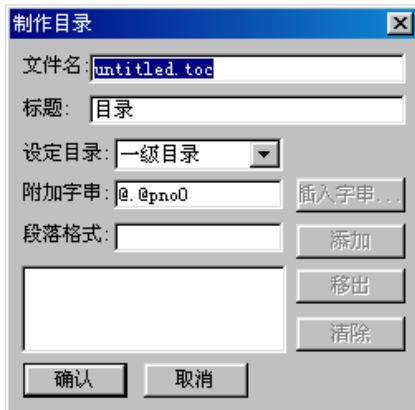 制作目录
文件名: untitled.toc
标题: 目录
设定目录: 一级目录
附加字串: @.@pno0
插入字串...
段落格式:
添加
移出
清除
确认 取消